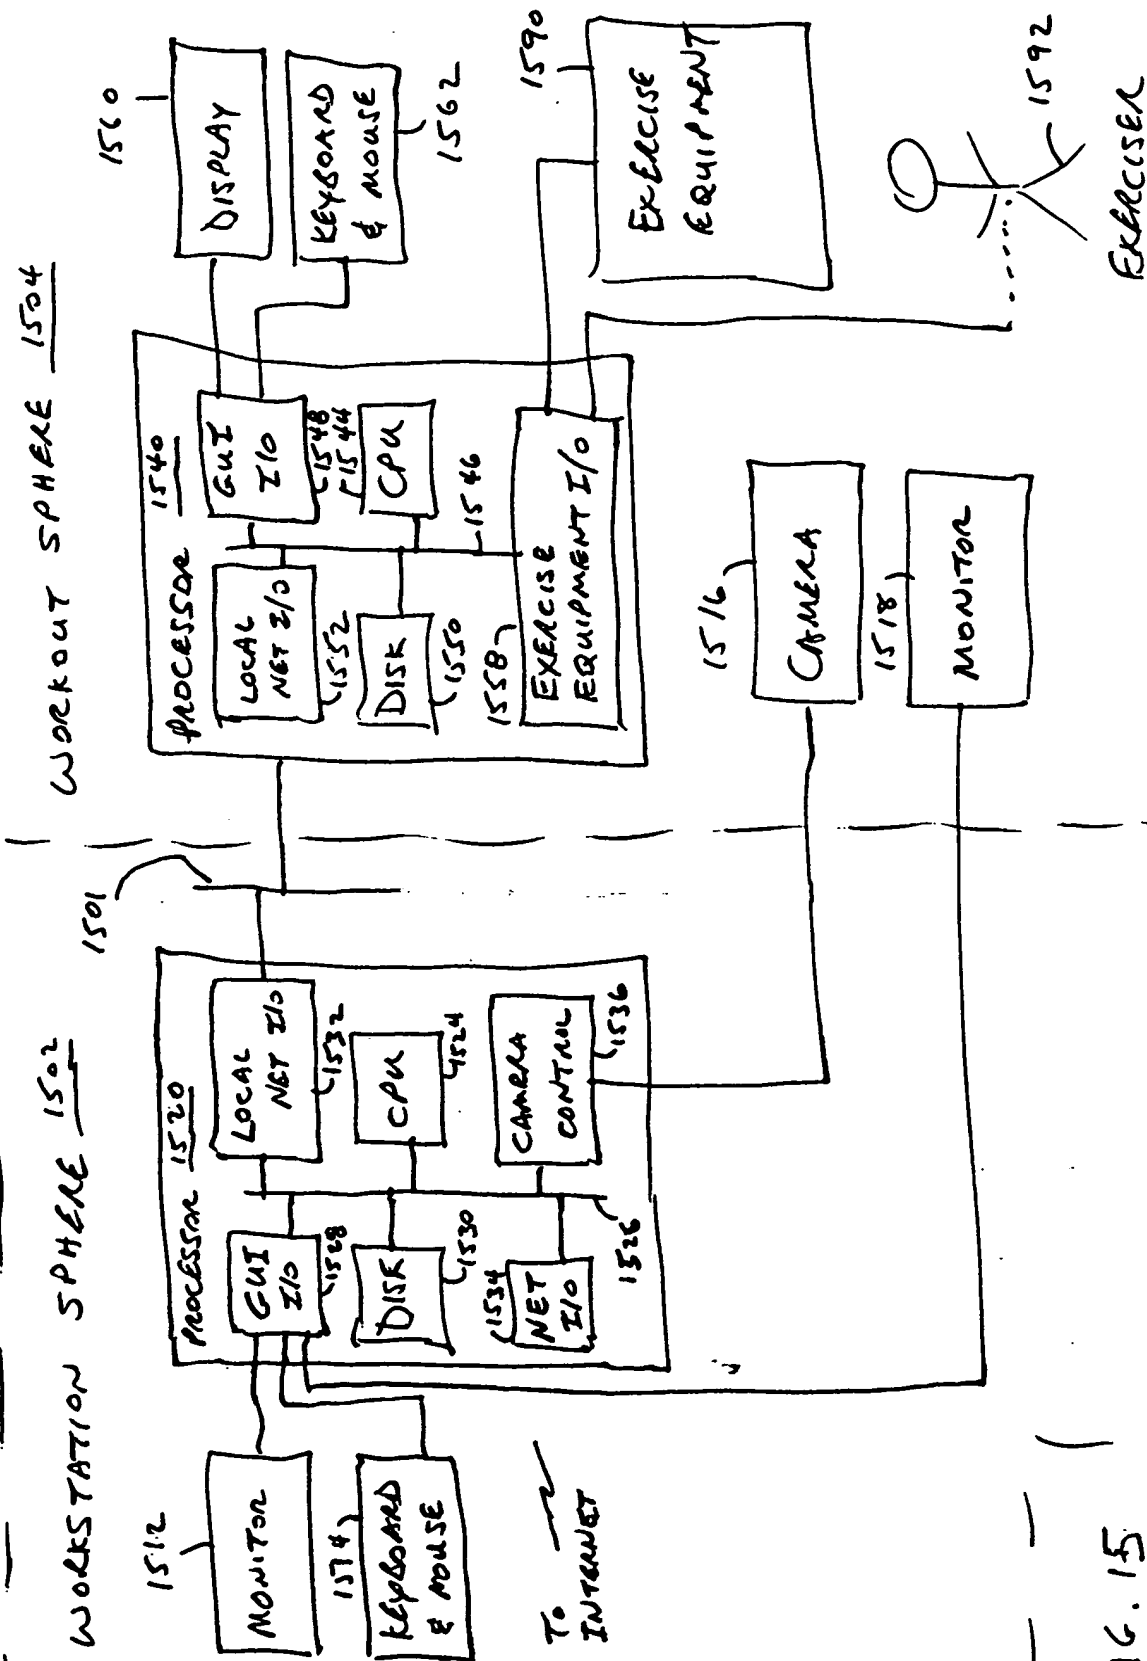 WORKSTATION SPHERE 1502
WORKOUT SPHERE 1504
1501
1512
MONITOR
1514
KEYBOARD
& MOUSE
TO
INTERNET
PROCESSOR 1520
GUI
I/O
1528
LOCAL
NET I/O
1532
DISK
1530
CPU
1524
1534
NET
I/O
CAMERA
CONTROL
1536
1526
PROCESSOR
1540
LOCAL
NET I/O
1552
GUI
I/O
1548
1544
CPU
DISK
1550
1546
1558
EXERCISE
EQUIPMENT I/O
1560
DISPLAY
KEYBOARD
& MOUSE
1562
1590
EXERCISE
EQUIPMENT
1592
EXERCISER
1516
CAMERA
1518
MONITOR
15